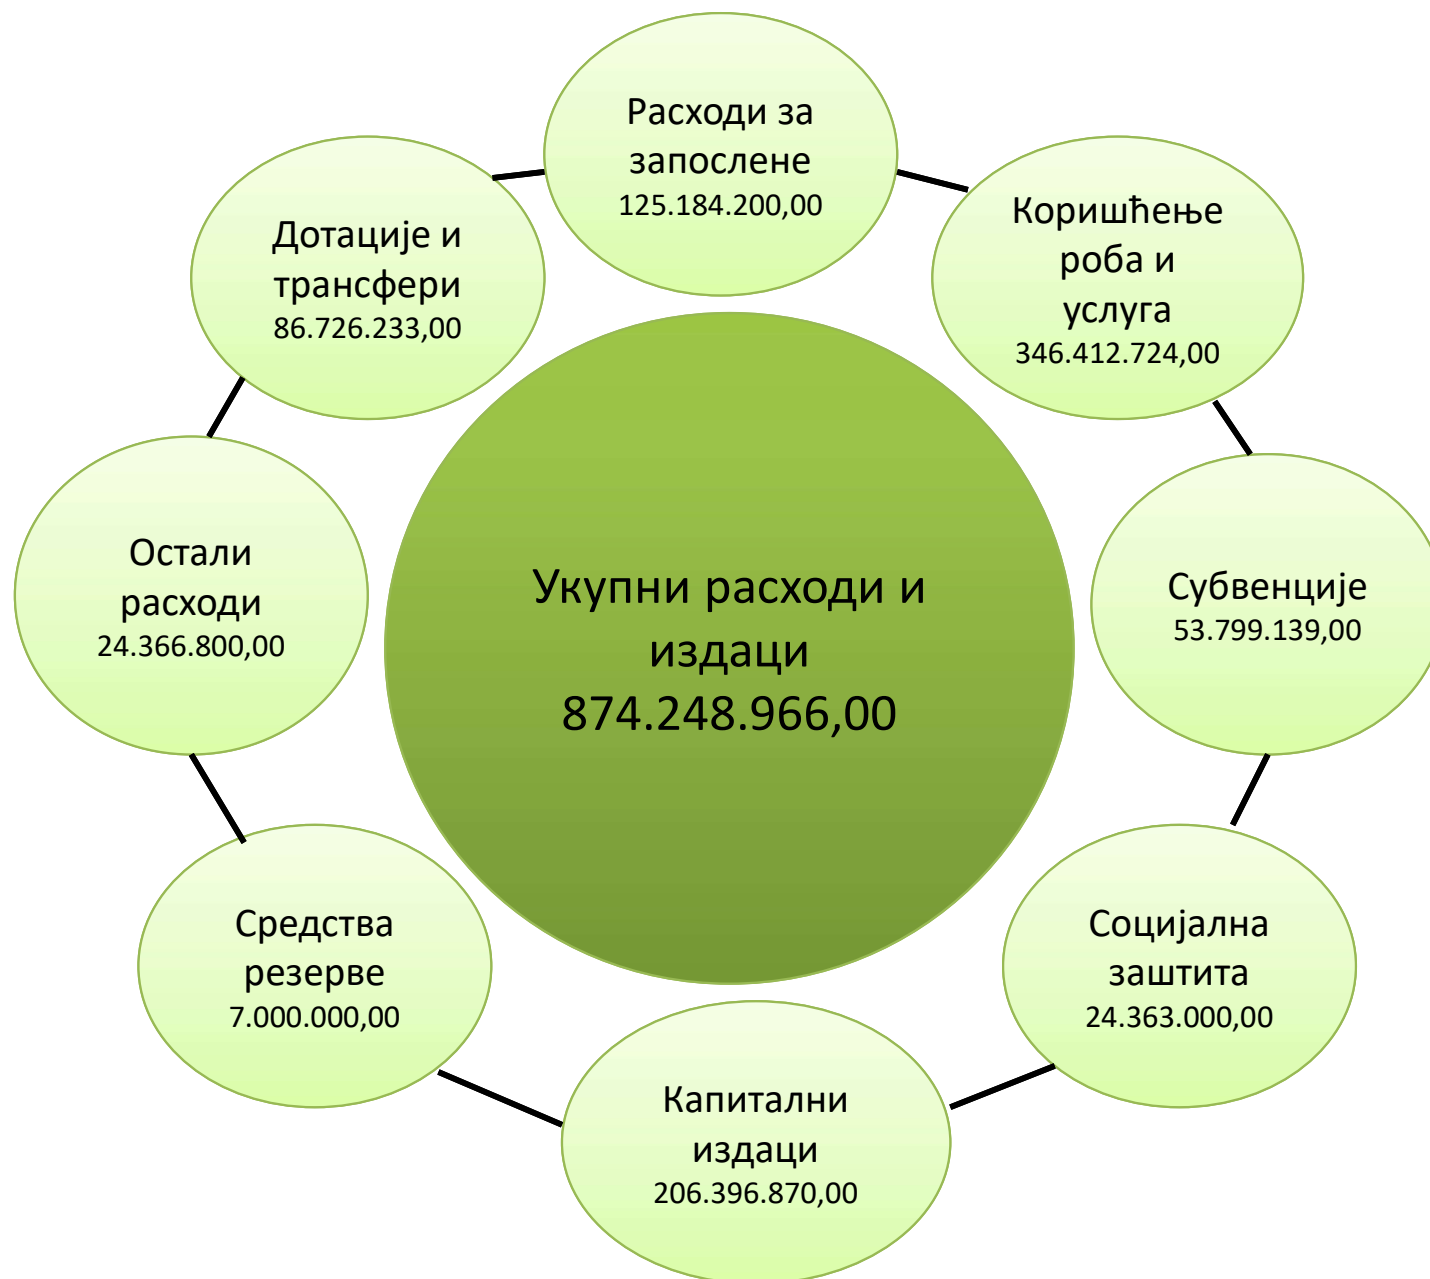 Расходи за
запослене
125.184.200,00
Коришћење
роба и
услуга
346.412.724,00
Субвенције
53.799.139,00
Социјална
заштита
24.363.000,00
Капитални
издаци
206.396.870,00
Средства
резерве
7.000.000,00
Остали
расходи
24.366.800,00
Дотације и
трансфери
86.726.233,00
Укупни расходи и
издаци
874.248.966,00